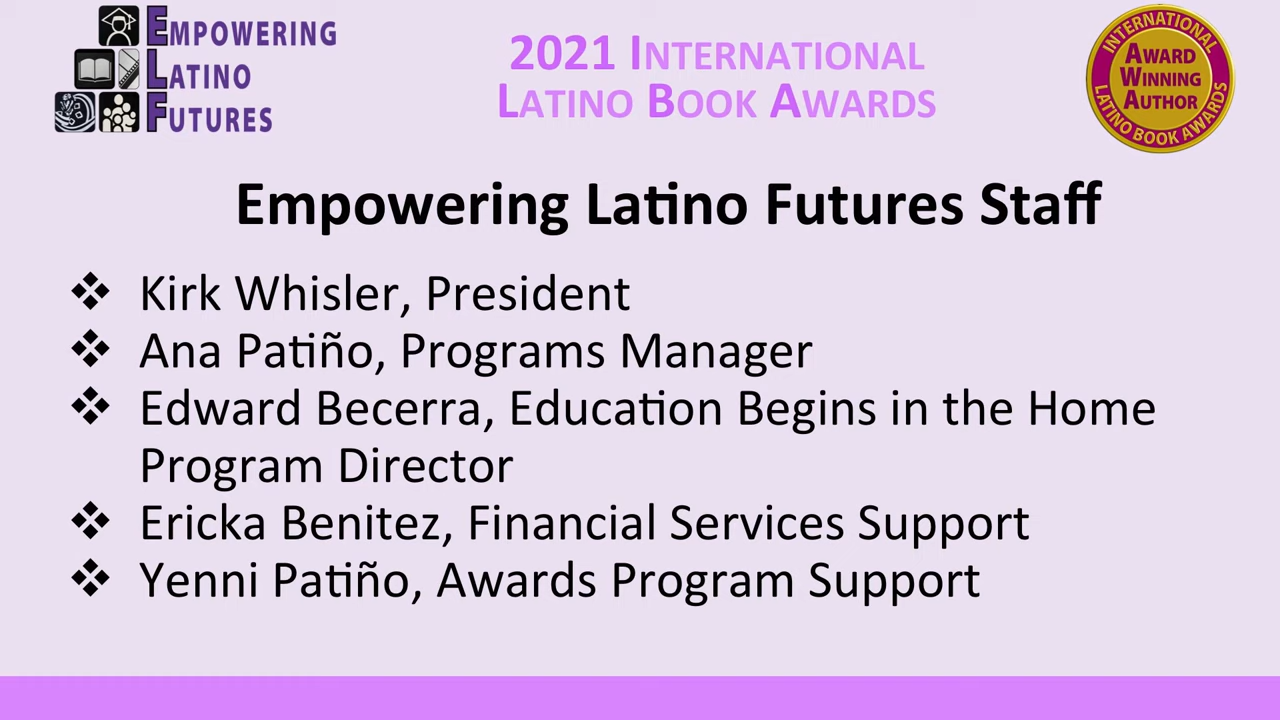 EMPOWERING
LATINO
FUTURES
2021 INTERNATIONAL
LATINO BOOK AWARDS
INTERNATIONAL
AWARD
WINNING
AUTHOR
LATINO BOOK AWARDS
Empowering Latino Futures Staff
❖ Kirk Whisler, President
❖ Ana Patiño, Programs Manager
❖ Edward Becerra, Education Begins in the Home
Program Director
❖ Ericka Benitez, Financial Services Support
❖ Yenni Patiño, Awards Program Support